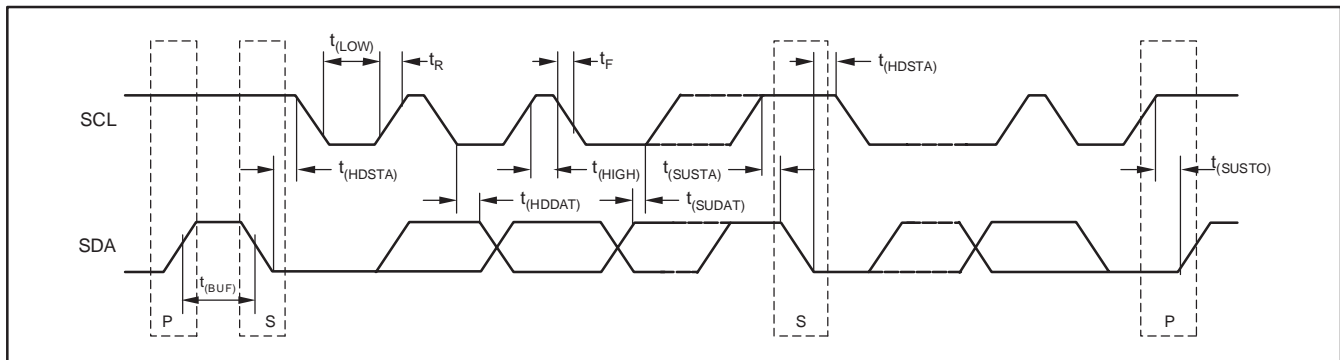 t(LOW)
tR
tF
t(HDSTA)
SCL
t(HDSTA)
t(HIGH)
t(SUSTA)
t(SUSTO)
t(HDDAT)
t(SUDAT)
SDA
t(BUF)
P
S
S
P